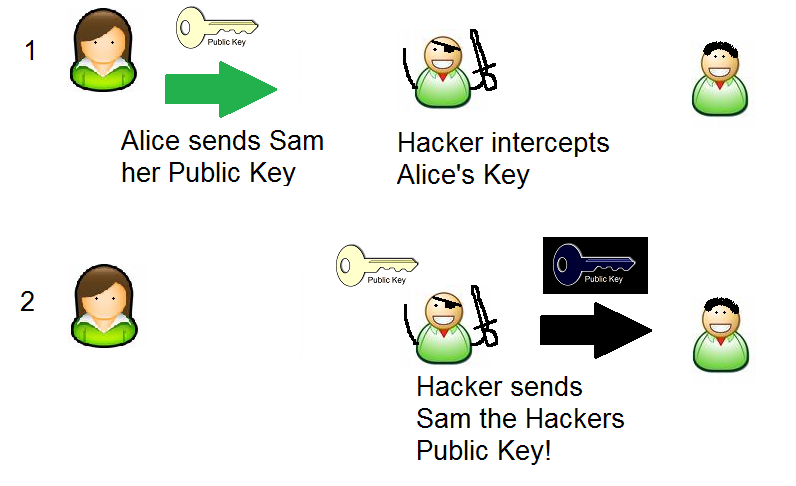 1
Public Key
Alice sends Sam
her Public Key
Hacker intercepts
Alice's Key
2
Public Key
Public Key
Hacker sends
Sam the Hackers
Public Key!